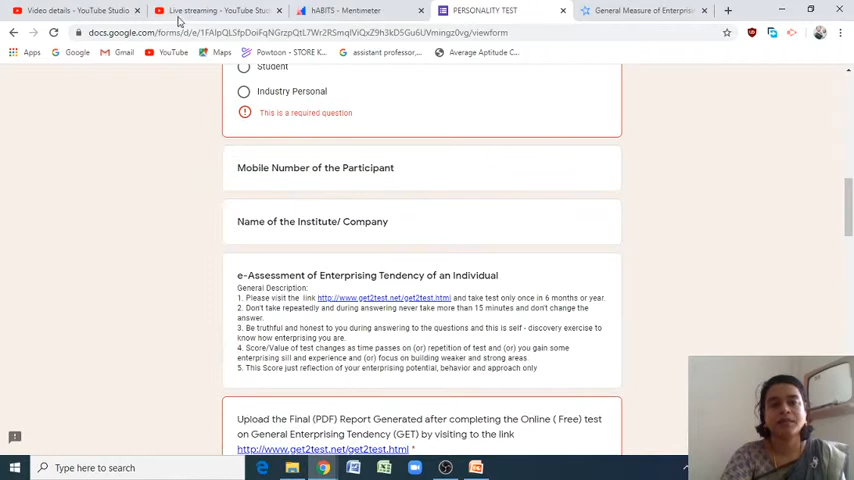 Video details - YouTube Studio
Live streaming - YouTube Stu
hABITS - Mentimeter
PERSONALITY TEST
General Measure of Enterpris
docs.google.com/forms/d/e/1FAIpQLSfpDoiFqNGrzpQtL7Wr2RSmqIViQxZ9h3kD5Gu6UVmingz0vg/viewform
Apps
Google
Gmail
YouTube
Maps
Powtoon - STORE K...
assistant professor,...
Average Aptitude C...
Student
Industry Personal
This is a required question
Mobile Number of the Participant
Name of the Institute/ Company
e-Assessment of Enterprising Tendency of an Individual
General Description:
1. Please visit the link http://www.get2test.net/get2test.html and take test only once in 6 months or year.
2. Don't take repeatedly and during answering never take more than 15 minutes and don't change the
answer.
3. Be truthful and honest to you during answering to the questions and this is self - discovery exercise to
know how enterprising you are.
4. Score/Value of test changes as time passes on (or) repetition of test and (or) you gain some
enterprising sill and experience and (or) focus on building weaker and strong areas.
5. This Score just reflection of your enterprising potential, behavior and approach only
Upload the Final (PDF) Report Generated after completing the Online ( Free) test
on General Enterprising Tendency (GET) by visiting to the link
http://www.get2test.net/get2test.html *
Type here to search